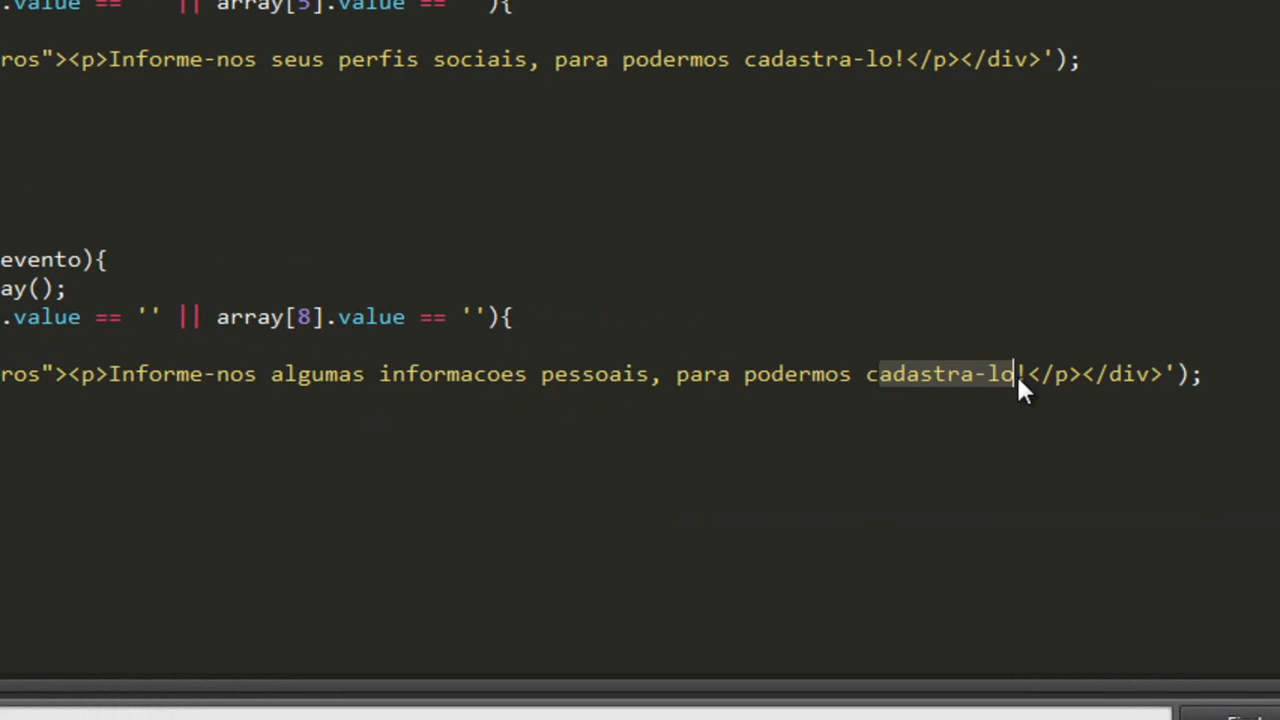 .value == '' || array[5].value == ''){
ros"><p>Informe-nos seus perfis sociais, para podermos cadastra-lo!</p></div>');
evento){
ay();
.value == '' || array[8].value == ''){
ros"><p>Informe-nos algumas informacoes pessoais, para podermos cadastra-lo!</p></div>');